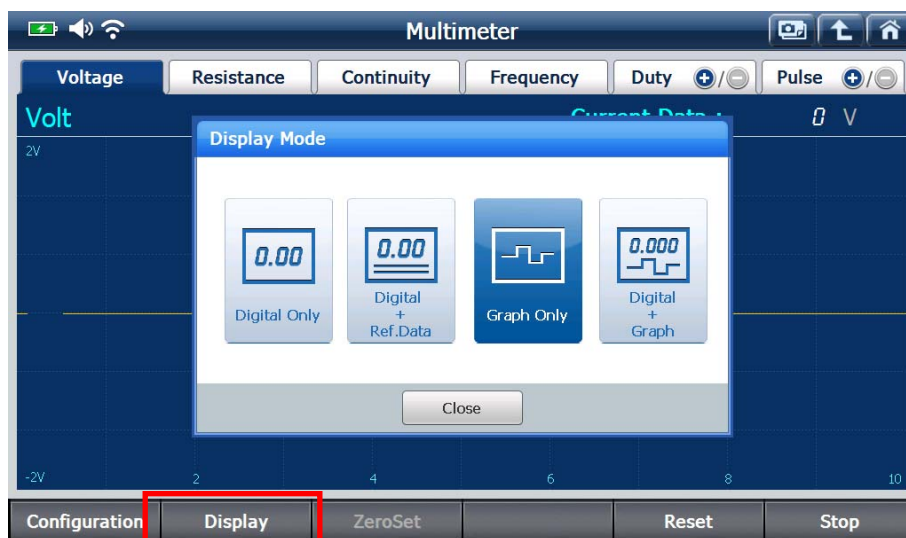 Multimeter
Voltage Resistance Continuity Frequency Duty +/- Pulse +/-
Volt Current Data : 0 V
2V
Display Mode
0.00 0.00 0.000
Digital Only
Digital
+
Ref.Data
Graph Only
Digital
+
Graph
Close
-2V 2 4 6 8 10
Configuration Display ZeroSet Reset Stop